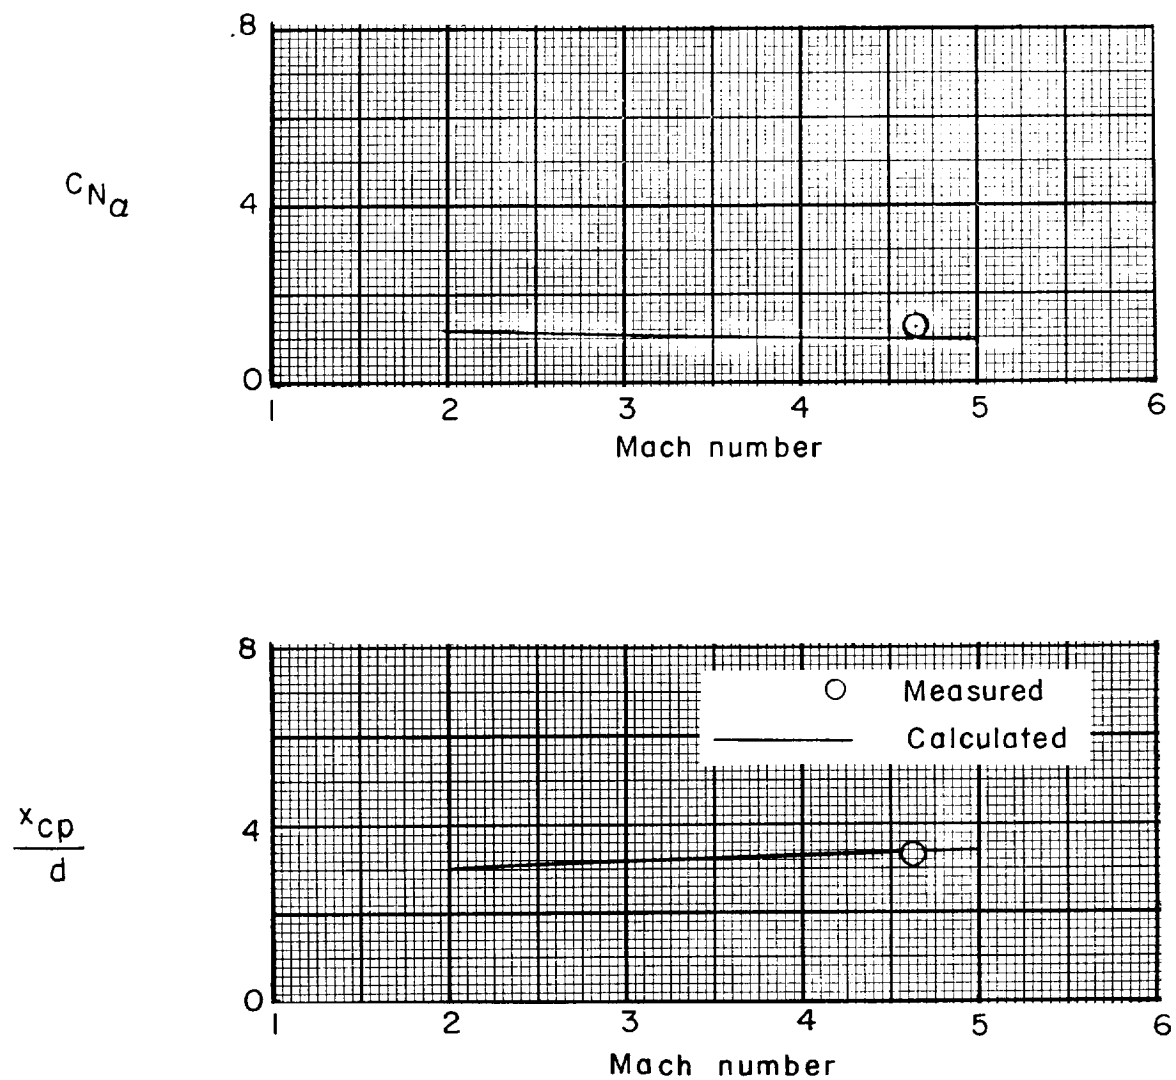 .8
C_Nα
4
0
1 2 3 4 5 6
Mach number
8
Measured
Calculated
x_cp
d
4
0
1 2 3 4 5 6
Mach number